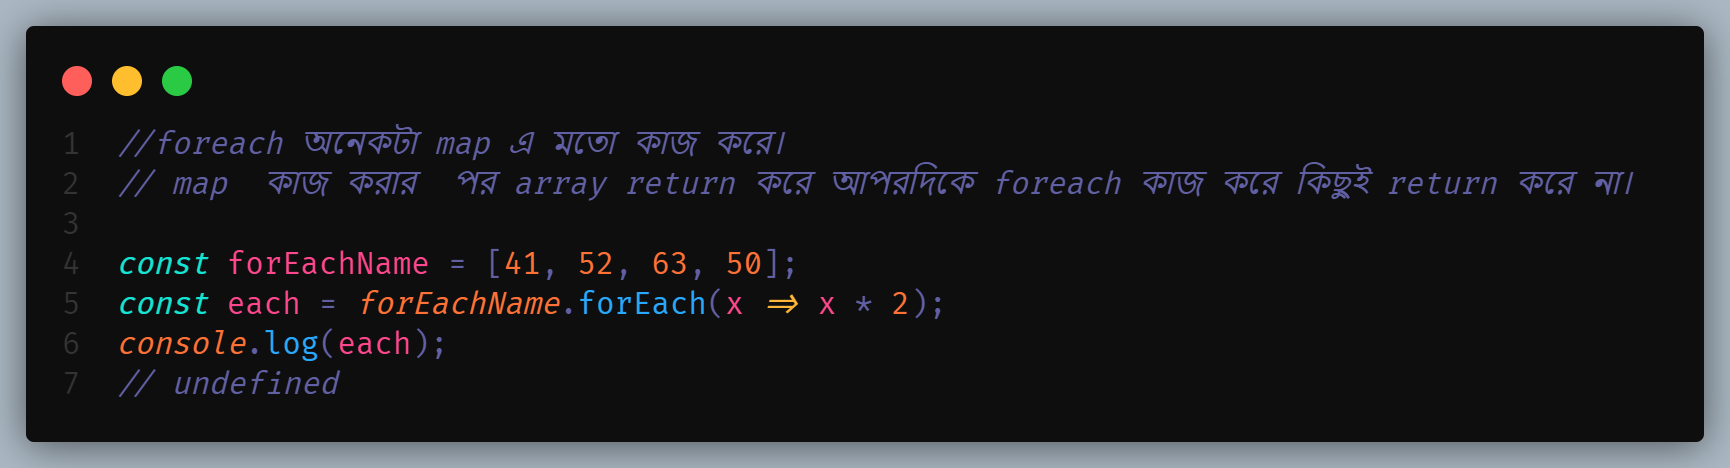 1 //foreach অনেকটা map এ মতো কাজ করে।
2 // map  কাজ করার  পর array return করে আপরদিকে foreach কাজ করে কিছুই return করে না।
3
4 const forEachName = [41, 52, 63, 50];
5 const each = forEachName.forEach(x => x * 2);
6 console.log(each);
7 // undefined